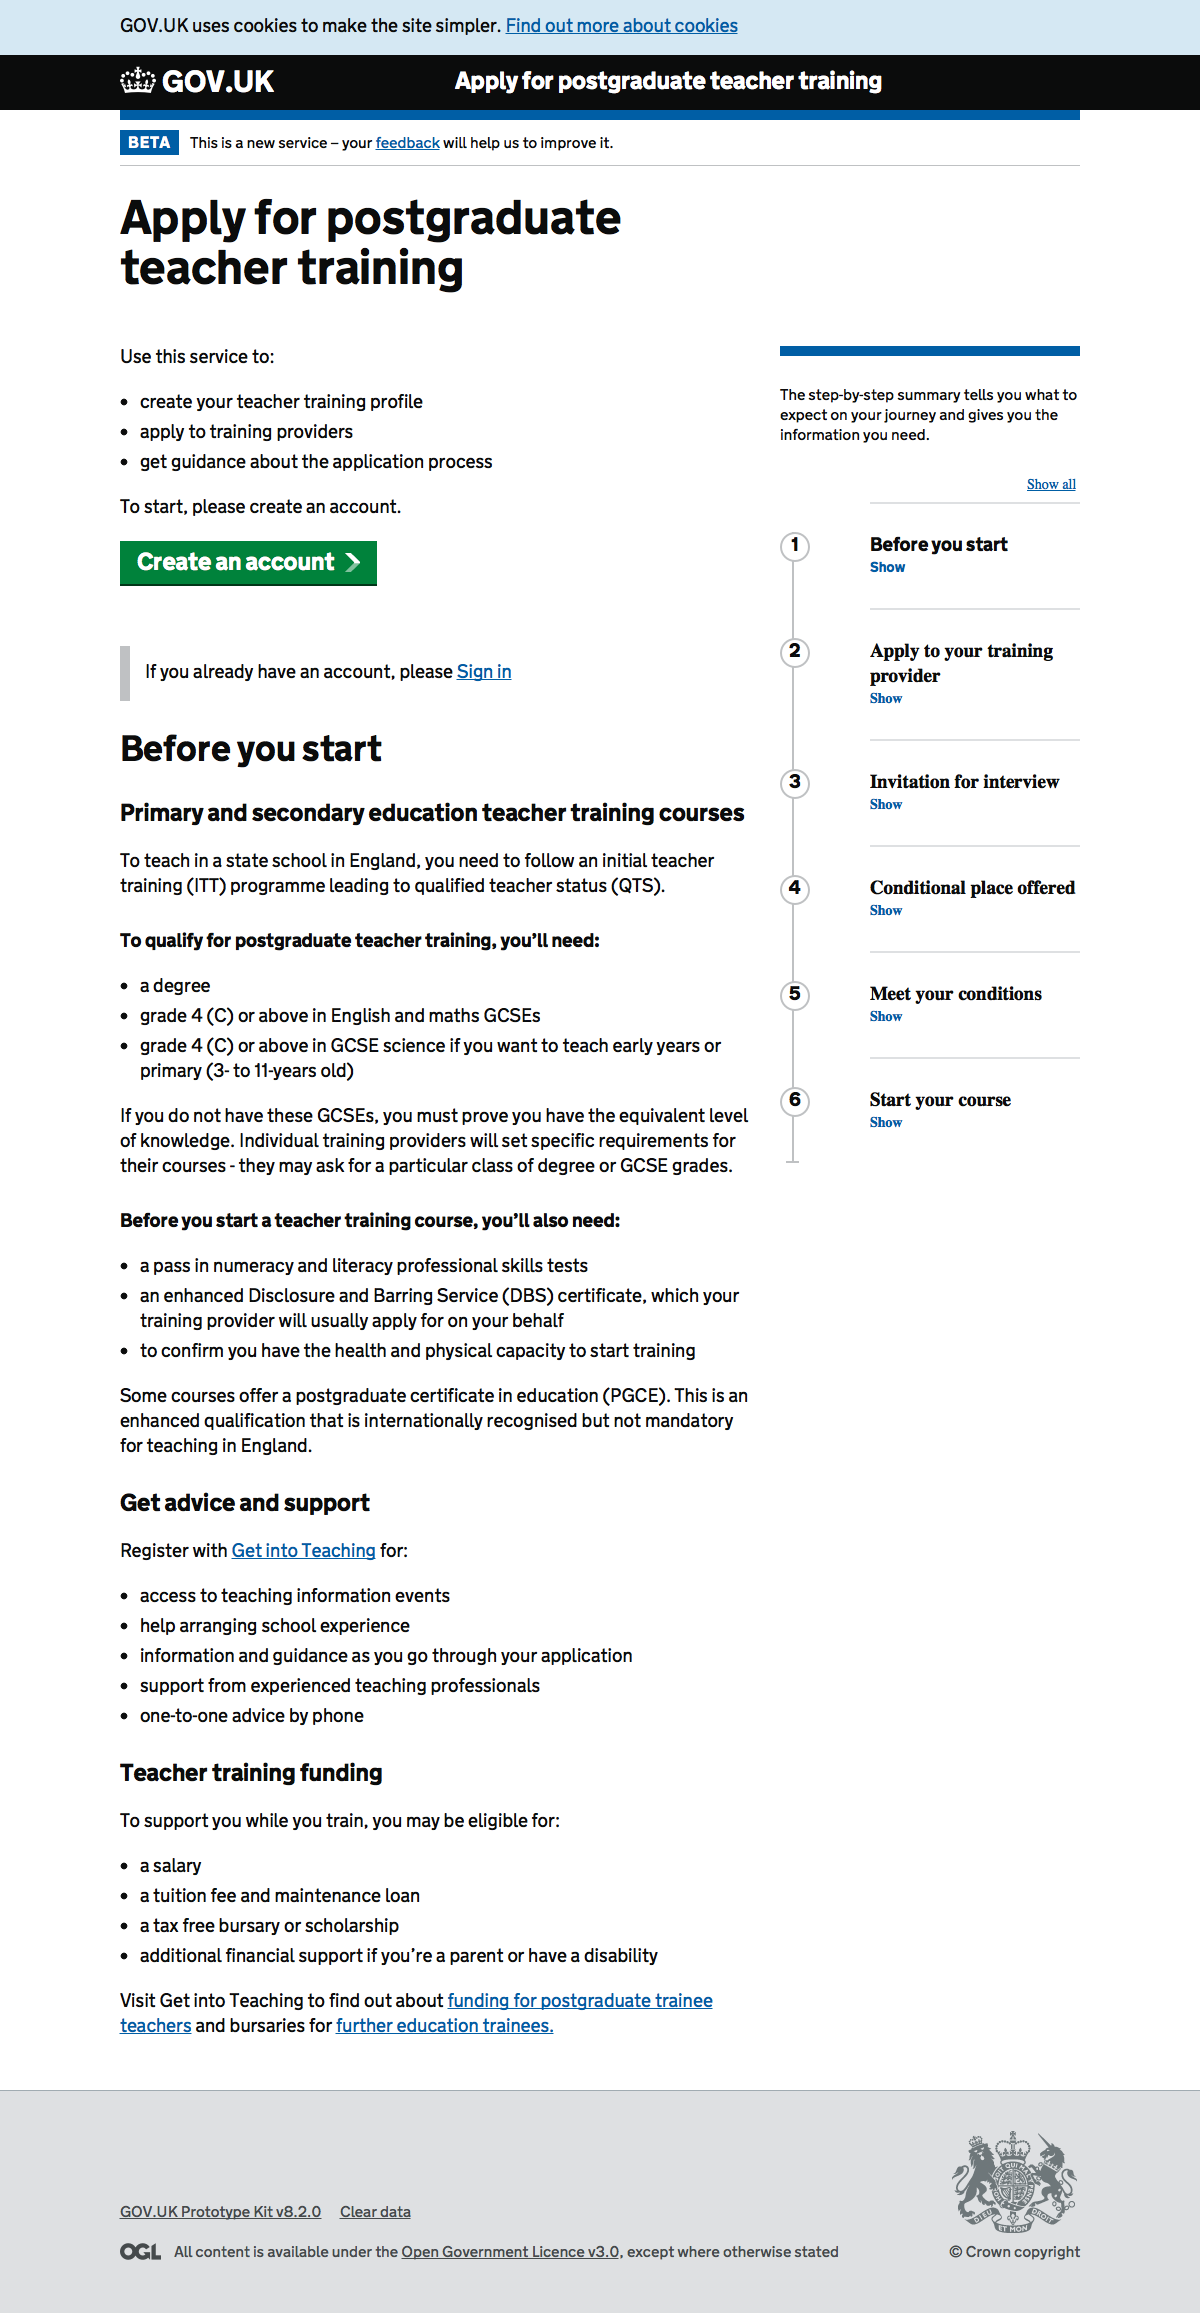 GOV.UK uses cookies to make the site simpler. Find out more about cookies
GOV.UK
Apply for postgraduate teacher training
BETA This is a new service – your feedback will help us to improve it.
Apply for postgraduate
teacher training
Use this service to:
• create your teacher training profile
• apply to training providers
• get guidance about the application process
To start, please create an account.
Create an account
If you already have an account, please Sign in
Before you start
Primary and secondary education teacher training courses
To teach in a state school in England, you need to follow an initial teacher
training (ITT) programme leading to qualified teacher status (QTS).
To qualify for postgraduate teacher training, you’ll need:
• a degree
• grade 4 (C) or above in English and maths GCSEs
• grade 4 (C) or above in GCSE science if you want to teach early years or
primary (3- to 11-years old)
If you do not have these GCSEs, you must prove you have the equivalent level
of knowledge. Individual training providers will set specific requirements for
their courses - they may ask for a particular class of degree or GCSE grades.
Before you start a teacher training course, you’ll also need:
• a pass in numeracy and literacy professional skills tests
• an enhanced Disclosure and Barring Service (DBS) certificate, which your
training provider will usually apply for on your behalf
• to confirm you have the health and physical capacity to start training
Some courses offer a postgraduate certificate in education (PGCE). This is an
enhanced qualification that is internationally recognised but not mandatory
for teaching in England.
Get advice and support
Register with Get into Teaching for:
• access to teaching information events
• help arranging school experience
• information and guidance as you go through your application
• support from experienced teaching professionals
• one-to-one advice by phone
Teacher training funding
To support you while you train, you may be eligible for:
• a salary
• a tuition fee and maintenance loan
• a tax free bursary or scholarship
• additional financial support if you’re a parent or have a disability
Visit Get into Teaching to find out about funding for postgraduate trainee
teachers and bursaries for further education trainees.
The step-by-step summary tells you what to
expect on your journey and gives you the
information you need.
Show all
1 Before you start
Show
2 Apply to your training
provider
Show
3 Invitation for interview
Show
4 Conditional place offered
Show
5 Meet your conditions
Show
6 Start your course
Show
GOV.UK Prototype Kit v8.2.0 Clear data
OGL All content is available under the Open Government Licence v3.0, except where otherwise stated
DIEU ET MON DROIT
© Crown copyright